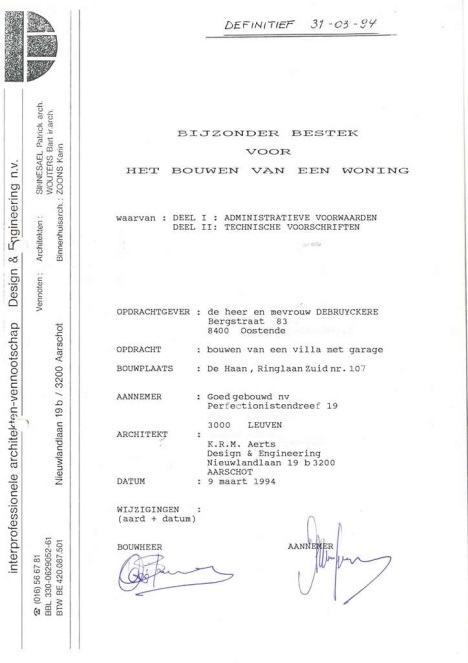 DEFINITIEF 31-03-94
BIJZONDER BESTEK
VOOR
HET BOUWEN VAN EEN WONING
waarvan : DEEL I : ADMINISTRATIEVE VOORWAARDEN
DEEL II: TECHNISCHE VOORSCHRIFTEN
OPDRACHTGEVER : de heer en mevrouw DEBRUYCKERE
Bergstraat 83
8400 Oostende
OPDRACHT : bouwen van een villa met garage
BOUWPLAATS : De Haan, Ringlaan Zuid nr. 107
AANNEMER : Goed gebouwd nv
Perfectionistendreef 19
3000 LEUVEN
ARCHITEKT :
K.R.M. Aerts
Design & Engineering
Nieuwlandlaan 19 b 3200
AARSCHOT
DATUM : 9 maart 1994
WIJZIGINGEN :
(aard + datum)
BOUWHEER AANNEMER
interprofessionele architekten-vennootschap Design & Engineering n.v.
Vennoten: Architekten: SINNESAEL Patrick arch.
WOUTERS Bart ir.arch.
Binnenhuisarch.: ZOONS Karin
Nieuwlandlaan 19 b / 3200 Aarschot
☎ (016) 56 67 81
BBL 330-0629052-61
BTW BE 420.087.501